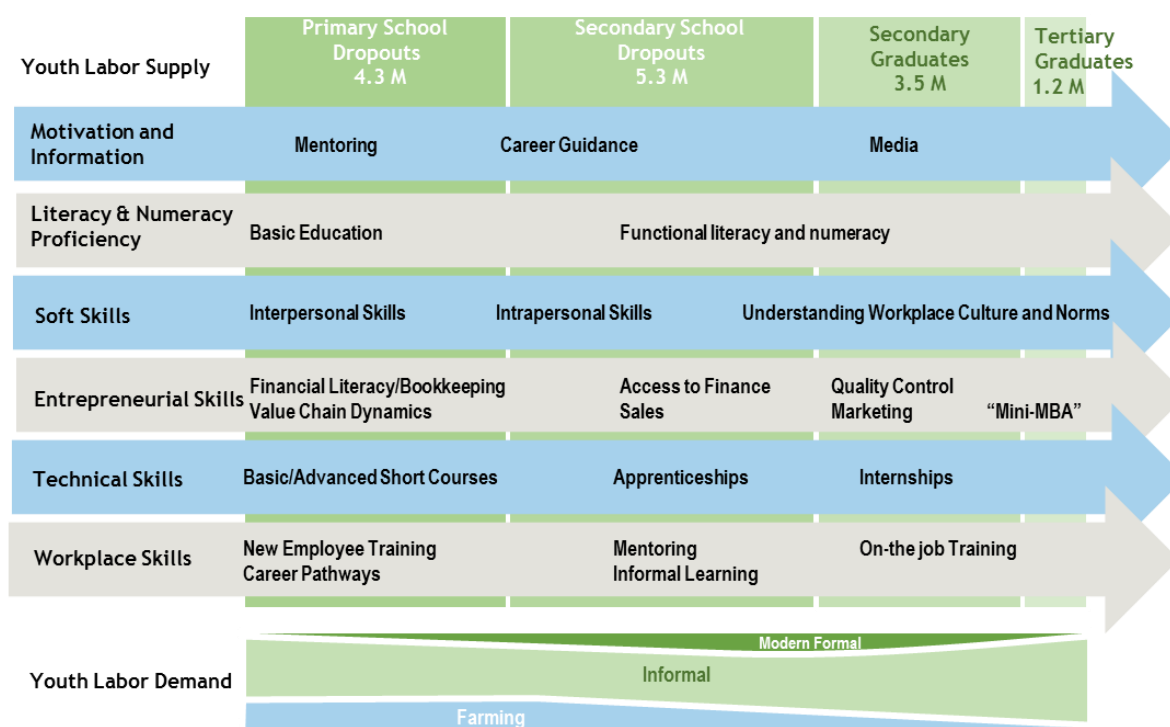 Youth Labor Supply
Primary School
Dropouts
4.3 M
Secondary School
Dropouts
5.3 M
Secondary
Graduates
3.5 M
Tertiary
Graduates
1.2 M
Motivation and
Information
Mentoring
Career Guidance
Media
Literacy & Numeracy
Proficiency
Basic Education
Functional literacy and numeracy
Soft Skills
Interpersonal Skills
Intrapersonal Skills
Understanding Workplace Culture and Norms
Entrepreneurial Skills
Financial Literacy/Bookkeeping
Value Chain Dynamics
Access to Finance
Sales
Quality Control
Marketing
“Mini-MBA”
Technical Skills
Basic/Advanced Short Courses
Apprenticeships
Internships
Workplace Skills
New Employee Training
Career Pathways
Mentoring
Informal Learning
On-the job Training
Youth Labor Demand
Modern Formal
Informal
Farming